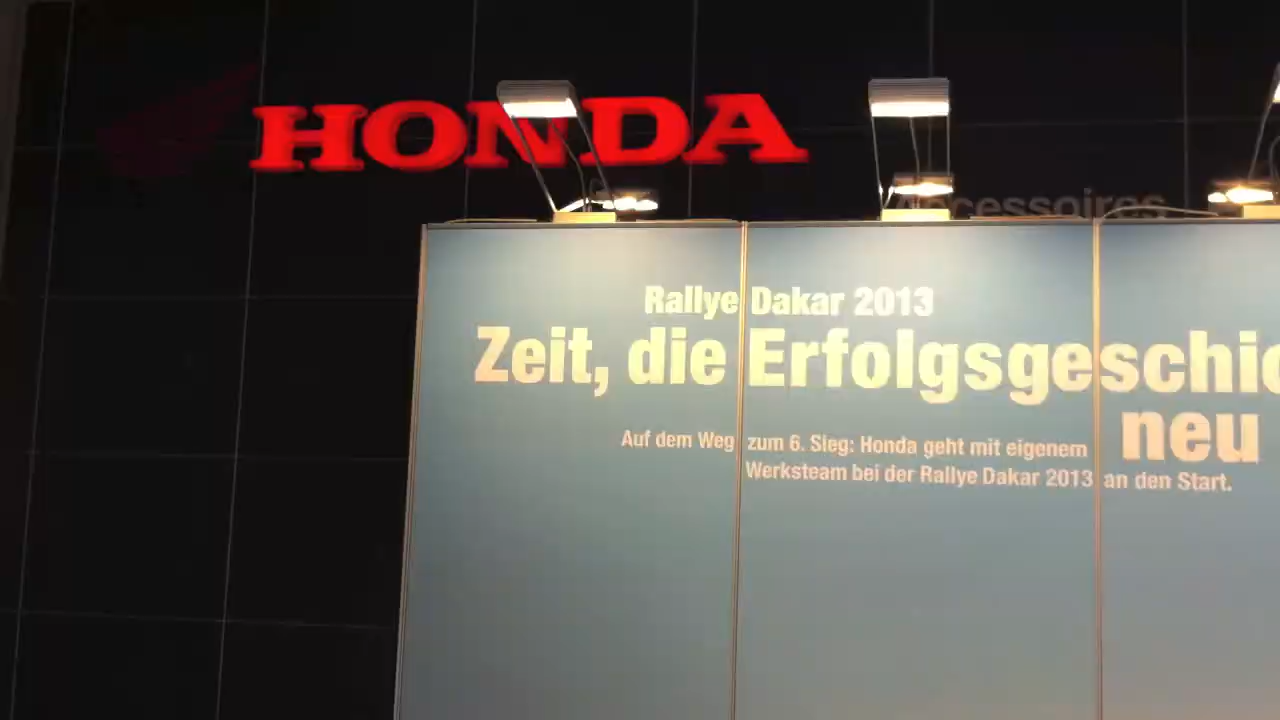 HONDA
Accessoires
Rallye Dakar 2013
Zeit, die Erfolgsgeschic
neu
Auf dem Weg zum 6. Sieg: Honda geht mit eigenem
Werksteam bei der Rallye Dakar 2013 an den Start.